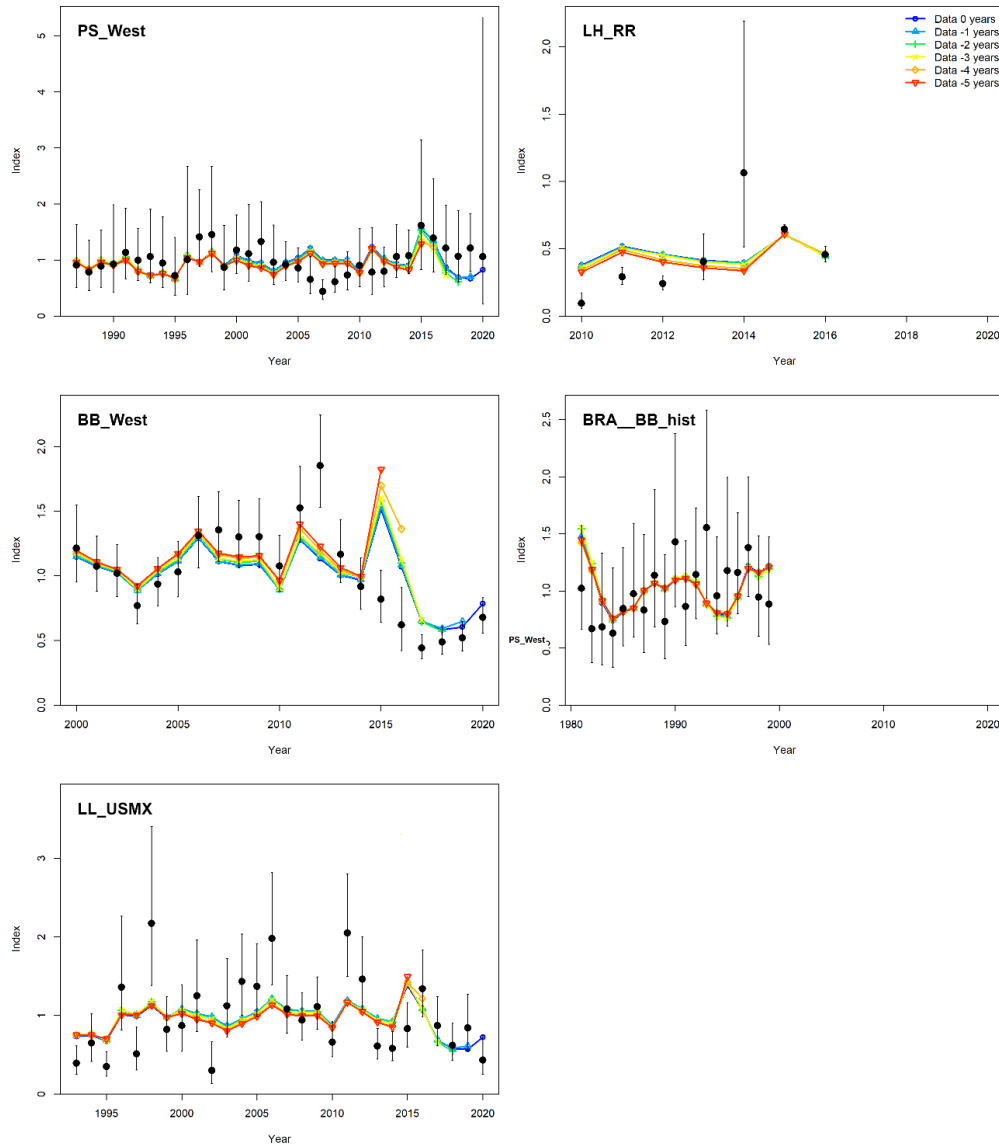 PS_West
Index
0
1
2
3
4
5
1990 1995 2000 2005 2010 2015 2020
Year
LH_RR
Data 0 years
Data -1 years
Data -2 years
Data -3 years
Data -4 years
Data -5 years
Index
0.0
0.5
1.0
1.5
2.0
2010 2012 2014 2016 2018 2020
Year
BB_West
Index
0.0
0.5
1.0
1.5
2.0
2000 2005 2010 2015 2020
Year
BRA__BB_hist
PS_West
Index
0.0
0.5
1.0
1.5
2.0
2.5
1980 1990 2000 2010 2020
Year
LL_USMX
Index
0
1
2
3
1995 2000 2005 2010 2015 2020
Year